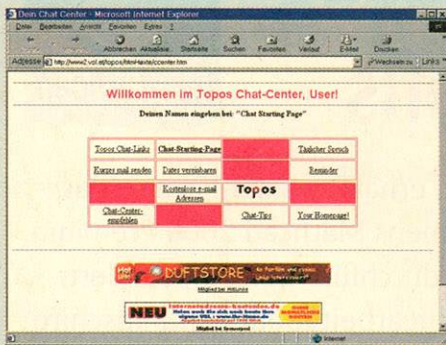 Dein Chat Center - Microsoft Internet Explorer
Datei Bearbeiten Ansicht Favoriten Extras ?
Abbrechen Aktualisie.. Startseite Suchen Favoriten Verlauf E-Mail Drucken
Adresse Wechseln zu Links
Willkommen im Topos Chat-Center, User!
Deinen Namen eingeben bei: "Chat Starting Page"
Topos Chat-Links Chat-Starting-Page Täglicher Spruch
Kurzes mail senden Dates vereinbaren Reminder
Kostenlose e-mail
Adressen
Topos
Chat-Center-
empfehlen
Chat-Tips Your Homepage!
Hot
DUFTSTORE
NEU
Internet